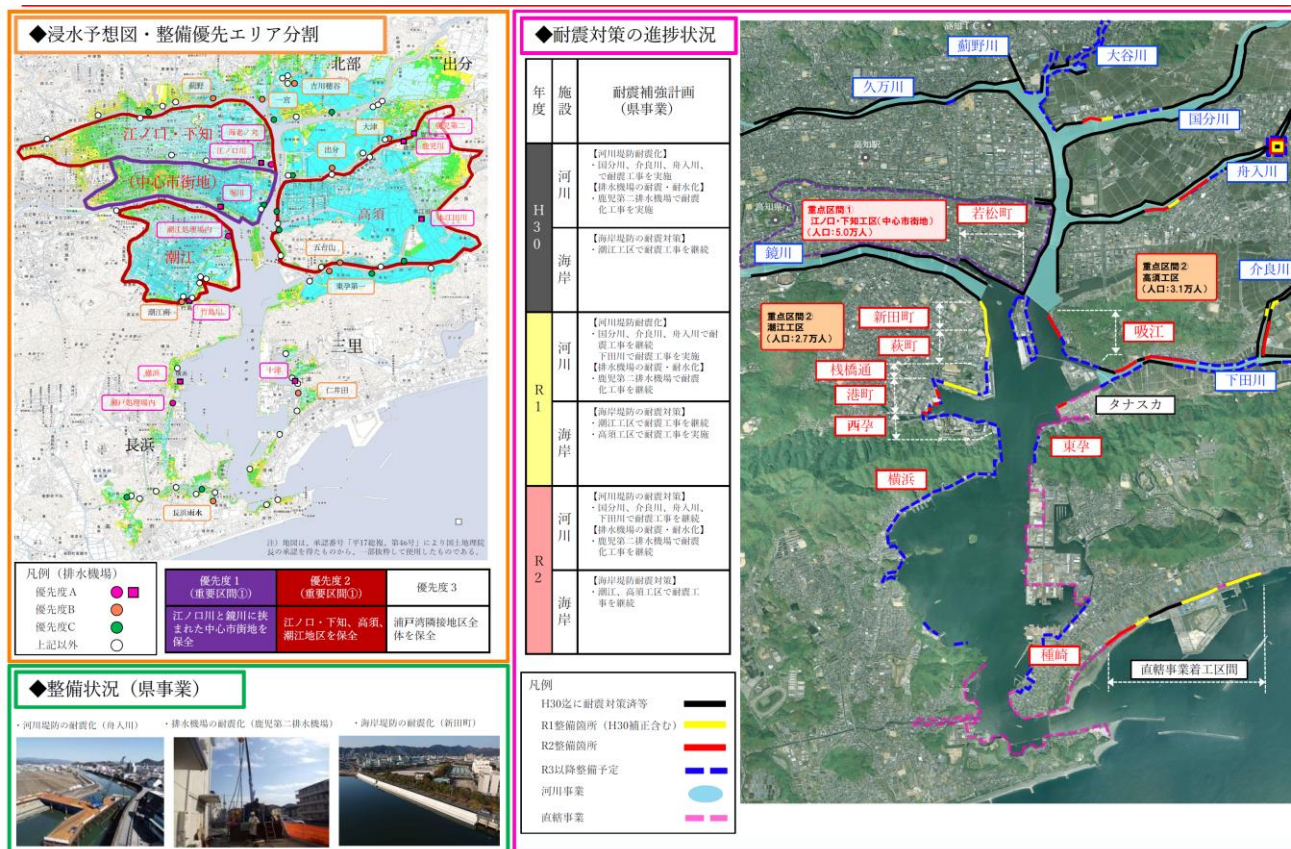 ◆浸水予想図・整備優先エリア分割
北部
出分
薊野
一宮
吉川穂谷
大津
鹿児第二
鹿児川
江ノ口・下知
海老ノ丸
江ノ口川
出分
(中心市街地)
堀川
高須
潮江処理場内
五台山
潮江
東孕第一
潮江南
竹島川
三里
横浜
十津
瀬戸処理場内
仁井田
長浜
長浜雨水
注）地図は、承認番号「平17総複、第46号」により国土地理院
長の承認を得たものから、一部抜粋して使用したものである。
凡例（排水機場）
優先度A
優先度B
優先度C
上記以外
優先度１
（重要区間①）
優先度２
（重要区間①）
優先度３
江ノ口川と鏡川に挟
まれた中心市街地を
保全
江ノ口・下知、高須、
潮江地区を保全
浦戸湾隣接地区全
体を保全
◆整備状況（県事業）
・河川堤防の耐震化（舟入川）
・排水機場の耐震化（鹿児第二排水機場）
・海岸堤防の耐震化（新田町）
◆耐震対策の進捗状況
年度
施設
耐震補強計画
（県事業）
H30
河川
【河川堤防耐震化】
・国分川、介良川、舟入川、
で耐震工事を実施
【排水機場の耐震・耐水化】
・鹿児第二排水機場で耐震
化工事を実施
海岸
【海岸堤防の耐震対策】
・潮江工区で耐震工事を継続
R1
河川
【河川堤防耐震化】
・国分川、介良川、舟入川で耐
震工事を継続
下田川で耐震工事を実施
【排水機場の耐震・耐水化】
・鹿児第二排水機場で耐震
化工事を継続
海岸
【海岸堤防の耐震対策】
・潮江工区で耐震工事を継続
・高須工区で耐震工事を実施
R2
河川
【河川堤防の耐震対策】
・国分川、介良川、舟入川、
下田川で耐震工事を継続
【排水機場の耐震・耐水化】
・鹿児第二排水機場で耐震
化工事を継続
海岸
【海岸堤防耐震対策】
・潮江、高須工区で耐震工
事を継続
凡例
H30迄に耐震対策済等
R1整備箇所（H30補正含む）
R2整備箇所
R3以降整備予定
河川事業
直轄事業
高知ＴＣ
薊野川
大谷川
久万川
国分川
高知駅
舟入川
重点区間１
江ノ口・下知工区（中心市街地）
（人口：5.0万人）
若松町
鏡川
重点区間②
高須工区
（人口：3.1万人）
介良川
重点区間②
潮江工区
（人口：2.7万人）
新田町
萩町
吸江
桟橋通
港町
西孕
下田川
タナスカ
東孕
横浜
種崎
直轄事業着工区間